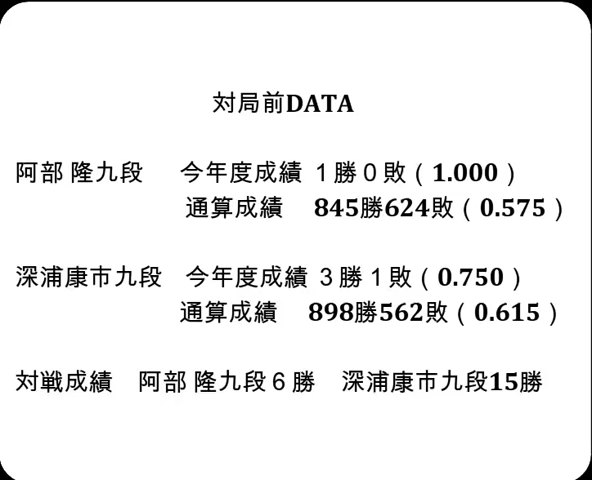 対局前DATA
阿部 隆九段 今年度成績 1勝0敗（1.000）
通算成績 845勝624敗（0.575）
深浦康市九段 今年度成績 3勝1敗（0.750）
通算成績 898勝562敗（0.615）
対戦成績 阿部 隆九段6勝 深浦康市九段15勝